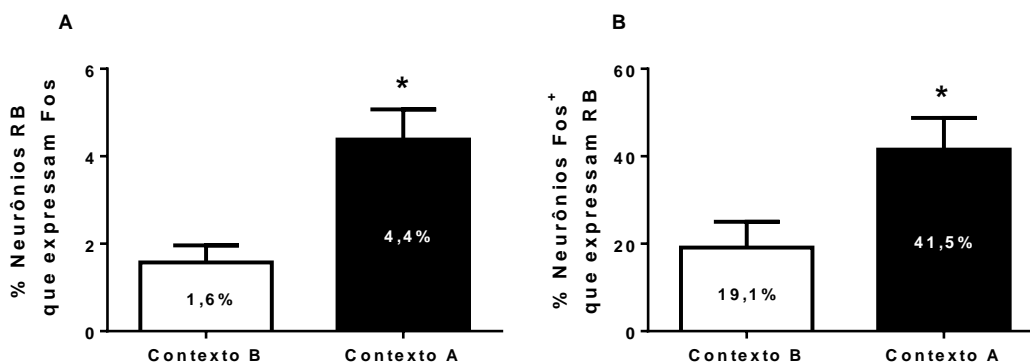 A
% Neurônios RB
que expressam Fos
6
4
2
0
1,6%
*
4,4%
Contexto B
Contexto A
B
% Neurônios Fos⁺
que expressam RB
60
40
20
0
19,1%
*
41,5%
Contexto B
Contexto A